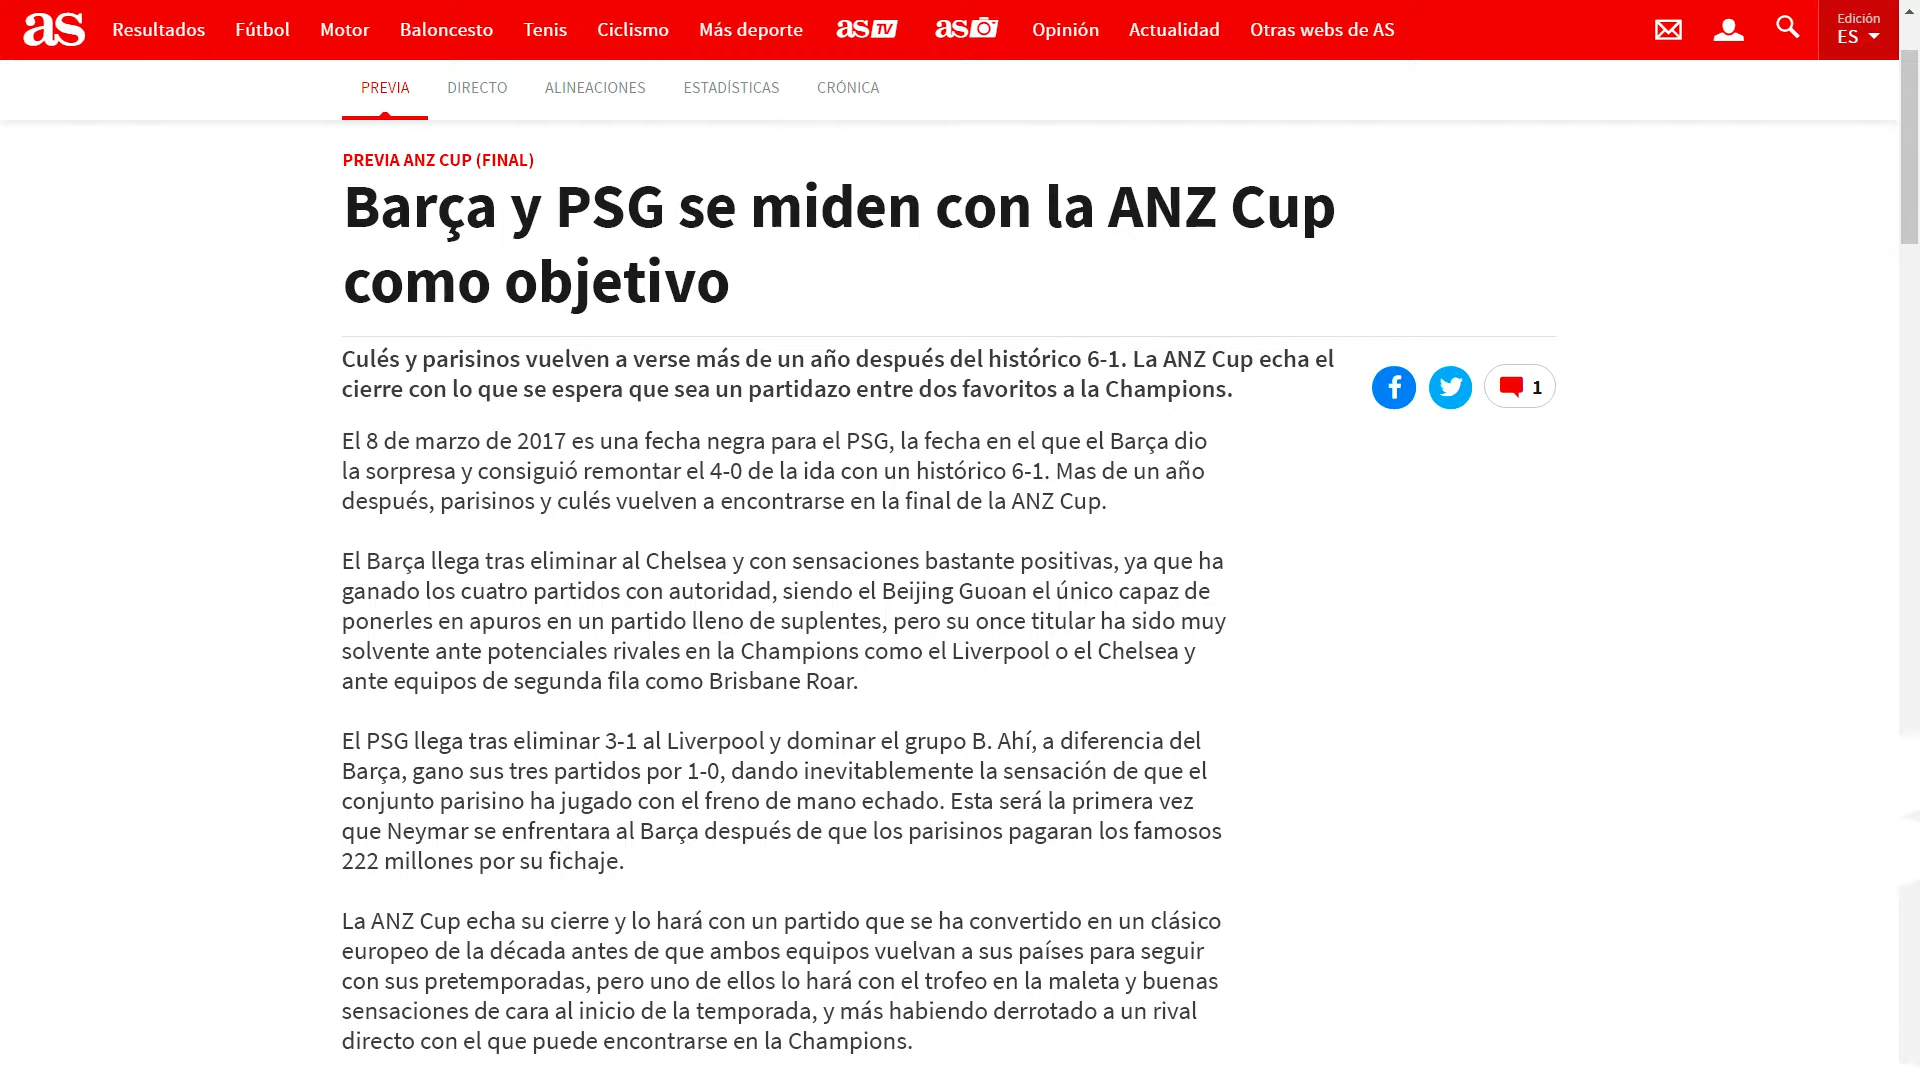 as Resultados Fútbol Motor Baloncesto Tenis Ciclismo Más deporte as TV as Opinión Actualidad Otras webs de AS
Edición
ES
PREVIA DIRECTO ALINEACIONES ESTADÍSTICAS CRÓNICA
PREVIA ANZ CUP (FINAL)
Barça y PSG se miden con la ANZ Cup
como objetivo
Culés y parisinos vuelven a verse más de un año después del histórico 6-1. La ANZ Cup echa el
cierre con lo que se espera que sea un partidazo entre dos favoritos a la Champions.
1
El 8 de marzo de 2017 es una fecha negra para el PSG, la fecha en el que el Barça dio
la sorpresa y consiguió remontar el 4-0 de la ida con un histórico 6-1. Mas de un año
después, parisinos y culés vuelven a encontrarse en la final de la ANZ Cup.
El Barça llega tras eliminar al Chelsea y con sensaciones bastante positivas, ya que ha
ganado los cuatro partidos con autoridad, siendo el Beijing Guoan el único capaz de
ponerles en apuros en un partido lleno de suplentes, pero su once titular ha sido muy
solvente ante potenciales rivales en la Champions como el Liverpool o el Chelsea y
ante equipos de segunda fila como Brisbane Roar.
El PSG llega tras eliminar 3-1 al Liverpool y dominar el grupo B. Ahí, a diferencia del
Barça, gano sus tres partidos por 1-0, dando inevitablemente la sensación de que el
conjunto parisino ha jugado con el freno de mano echado. Esta será la primera vez
que Neymar se enfrentara al Barça después de que los parisinos pagaran los famosos
222 millones por su fichaje.
La ANZ Cup echa su cierre y lo hará con un partido que se ha convertido en un clásico
europeo de la década antes de que ambos equipos vuelvan a sus países para seguir
con sus pretemporadas, pero uno de ellos lo hará con el trofeo en la maleta y buenas
sensaciones de cara al inicio de la temporada, y más habiendo derrotado a un rival
directo con el que puede encontrarse en la Champions.